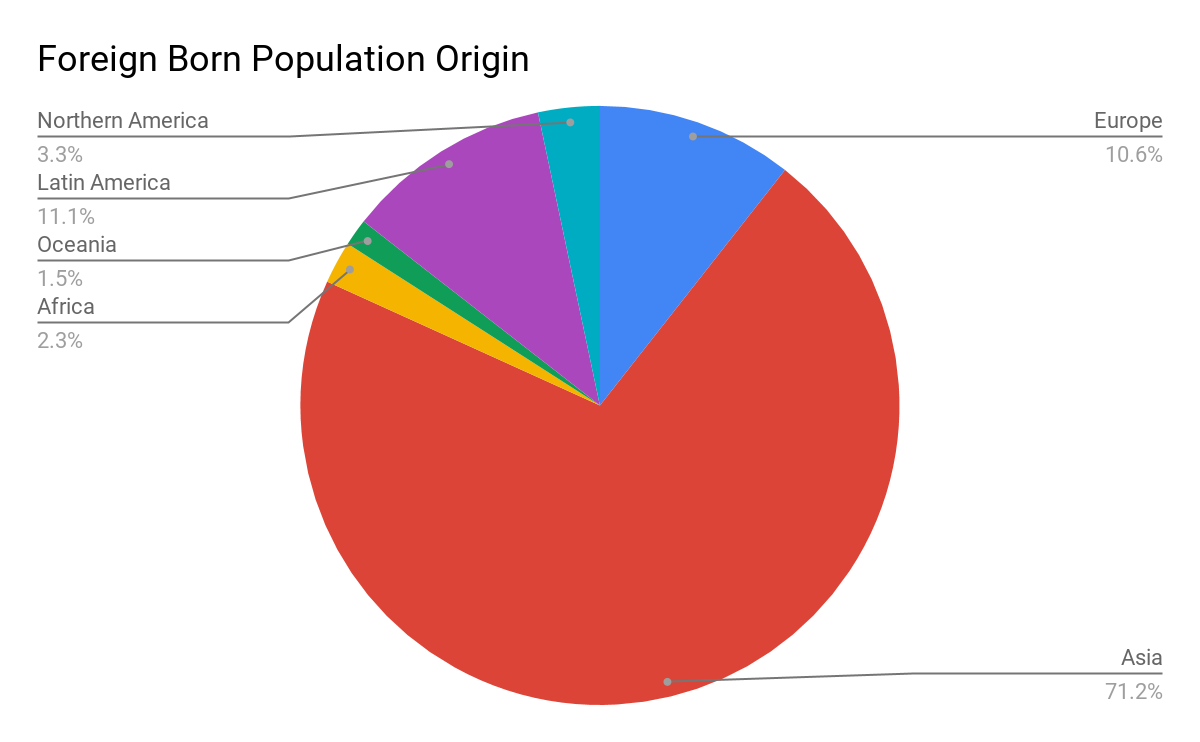 Foreign Born Population Origin
Northern America
3.3%
Latin America
11.1%
Oceania
1.5%
Africa
2.3%
Europe
10.6%
Asia
71.2%